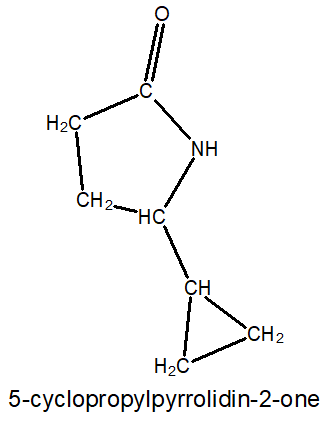 O
C
H₂C
NH
CH₂
HC
CH
CH₂
H₂C
5-cyclopropylpyrrolidin-2-one